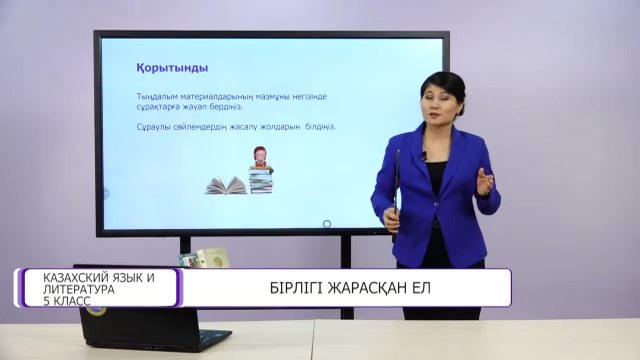 Қорытынды
Тыңдалым материалдарының мазмұны негізінде
сұрақтарға жауап бердіңіз.
Сұраулы сөйлемдердің жасалу жолдарын білдіңіз.
КАЗАХСКИЙ ЯЗЫК И
ЛИТЕРАТУРА
5 КЛАСС
БІРЛІГІ ЖАРАСҚАН ЕЛ